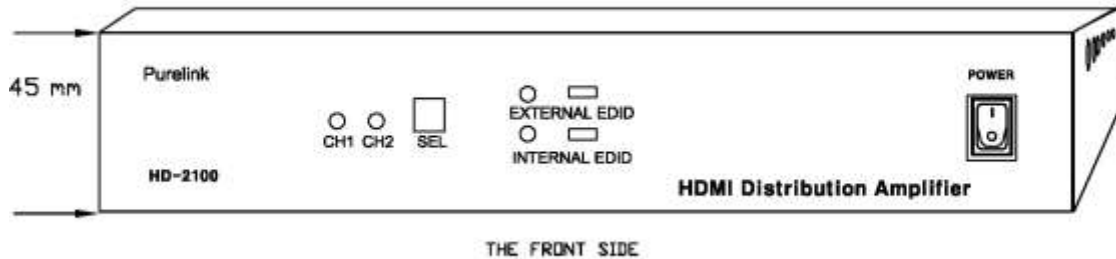 45 mm
Purelink
POWER
EXTERNAL EDID
CH1 CH2 SEL
INTERNAL EDID
HD-2100
HDMI Distribution Amplifier
THE FRONT SIDE